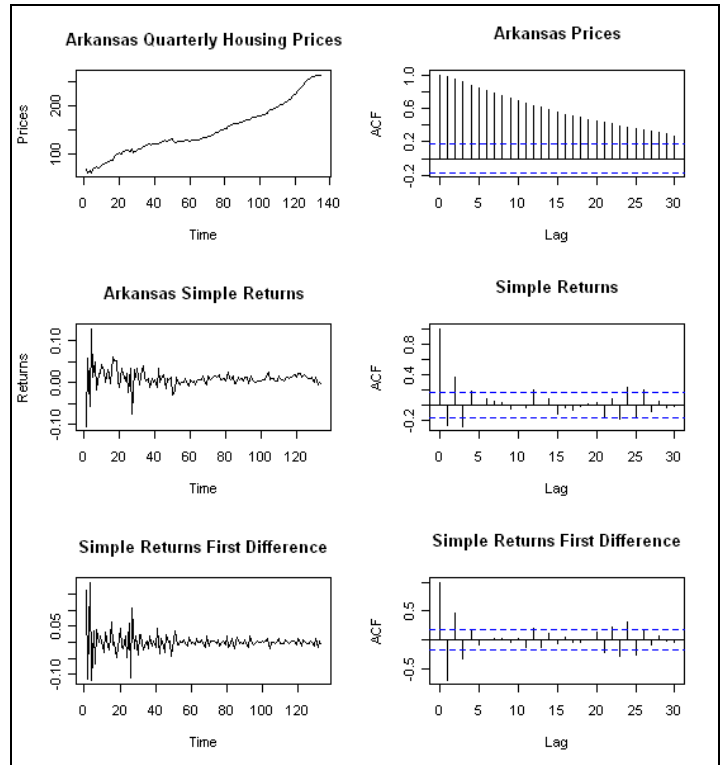 Arkansas Quarterly Housing Prices
Prices
100 200
0 20 40 60 80 100 120 140
Time
Arkansas Prices
ACF
-0.2 0.2 0.6 1.0
0 5 10 15 20 25 30
Lag
Arkansas Simple Returns
Returns
-0.10 0.00 0.10
0 20 40 60 80 100 120
Time
Simple Returns
ACF
-0.2 0.4 0.8
0 5 10 15 20 25 30
Lag
Simple Returns First Difference
-0.10 0.05
0 20 40 60 80 100 120
Time
Simple Returns First Difference
ACF
-0.5 0.5
0 5 10 15 20 25 30
Lag